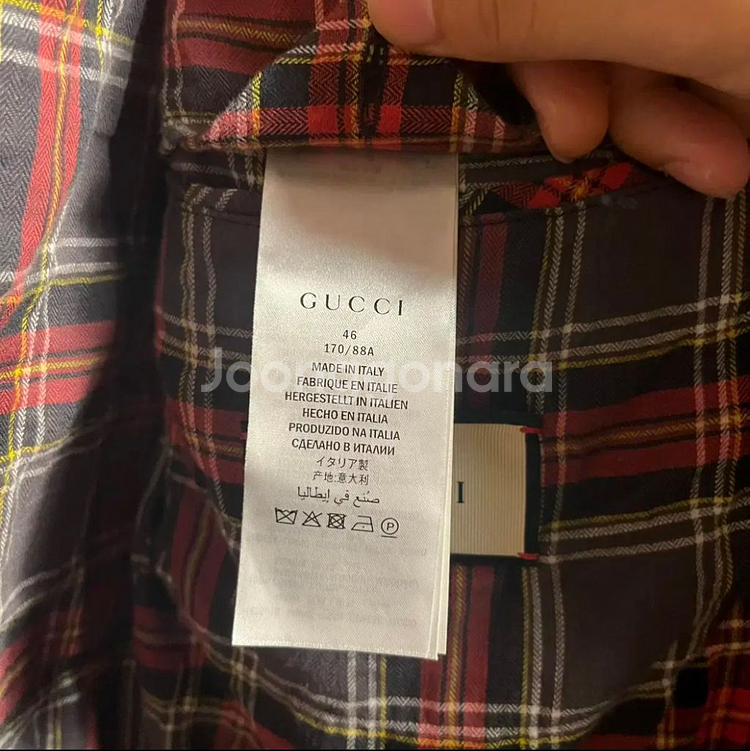 GUCCI
46
170/88A
MADE IN ITALY
FABRIQUE EN ITALIE
HERGESTELLT IN ITALIEN
HECHO EN ITALIA
PRODUZIDO NA ITALIA
СДЕЛАНО В ИТАЛИИ
イタリア製
产地:意大利
صُنع في إيطاليا
P
I